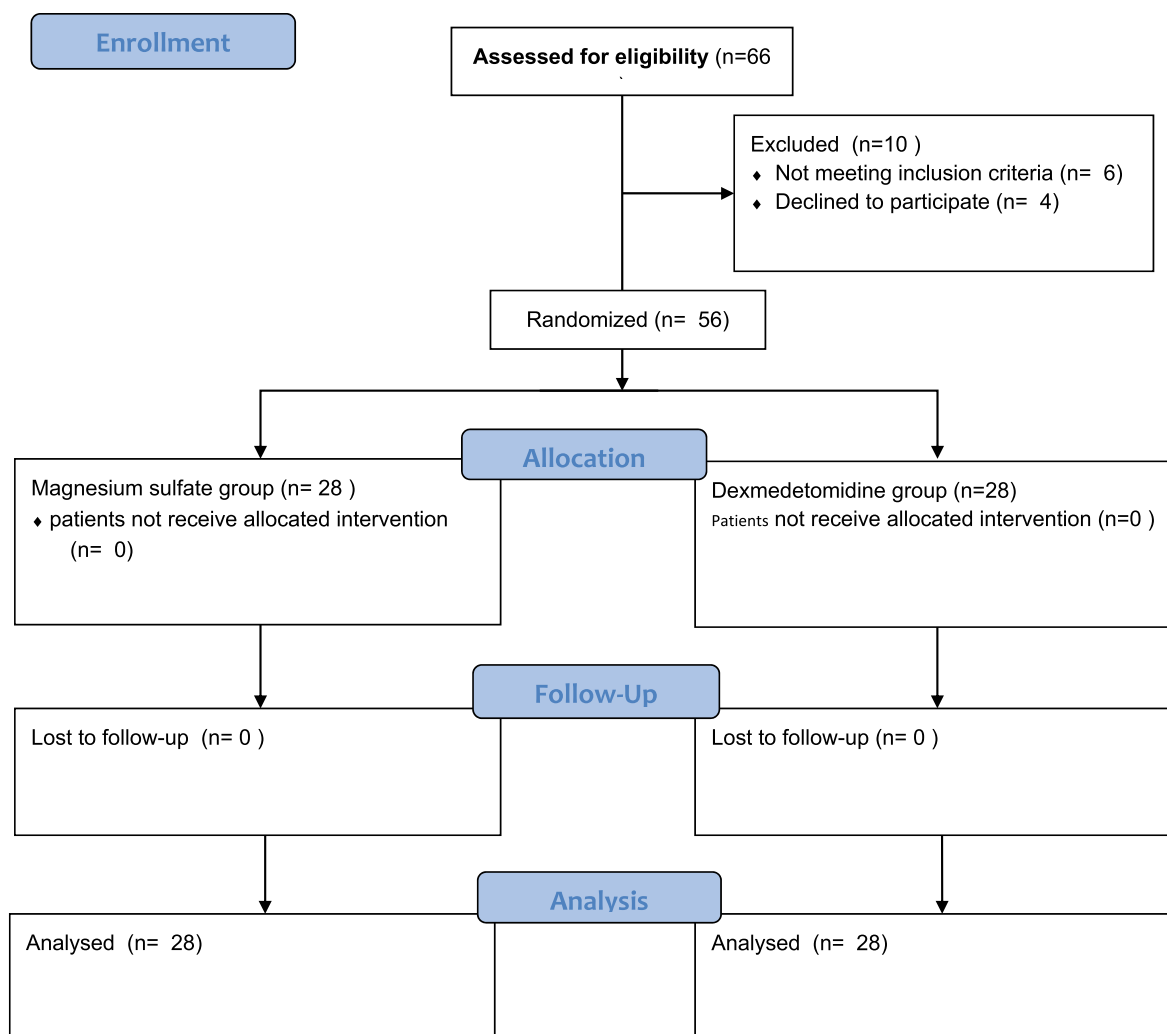 Enrollment
Assessed for eligibility (n=66
Excluded (n=10 )
♦ Not meeting inclusion criteria (n= 6)
♦ Declined to participate (n= 4)
Randomized (n= 56)
Allocation
Magnesium sulfate group (n= 28 )
♦ patients not receive allocated intervention
(n= 0)
Dexmedetomidine group (n=28)
Patients not receive allocated intervention (n=0 )
Follow-Up
Lost to follow-up (n= 0 )
Lost to follow-up (n= 0 )
Analysis
Analysed (n= 28)
Analysed (n= 28)